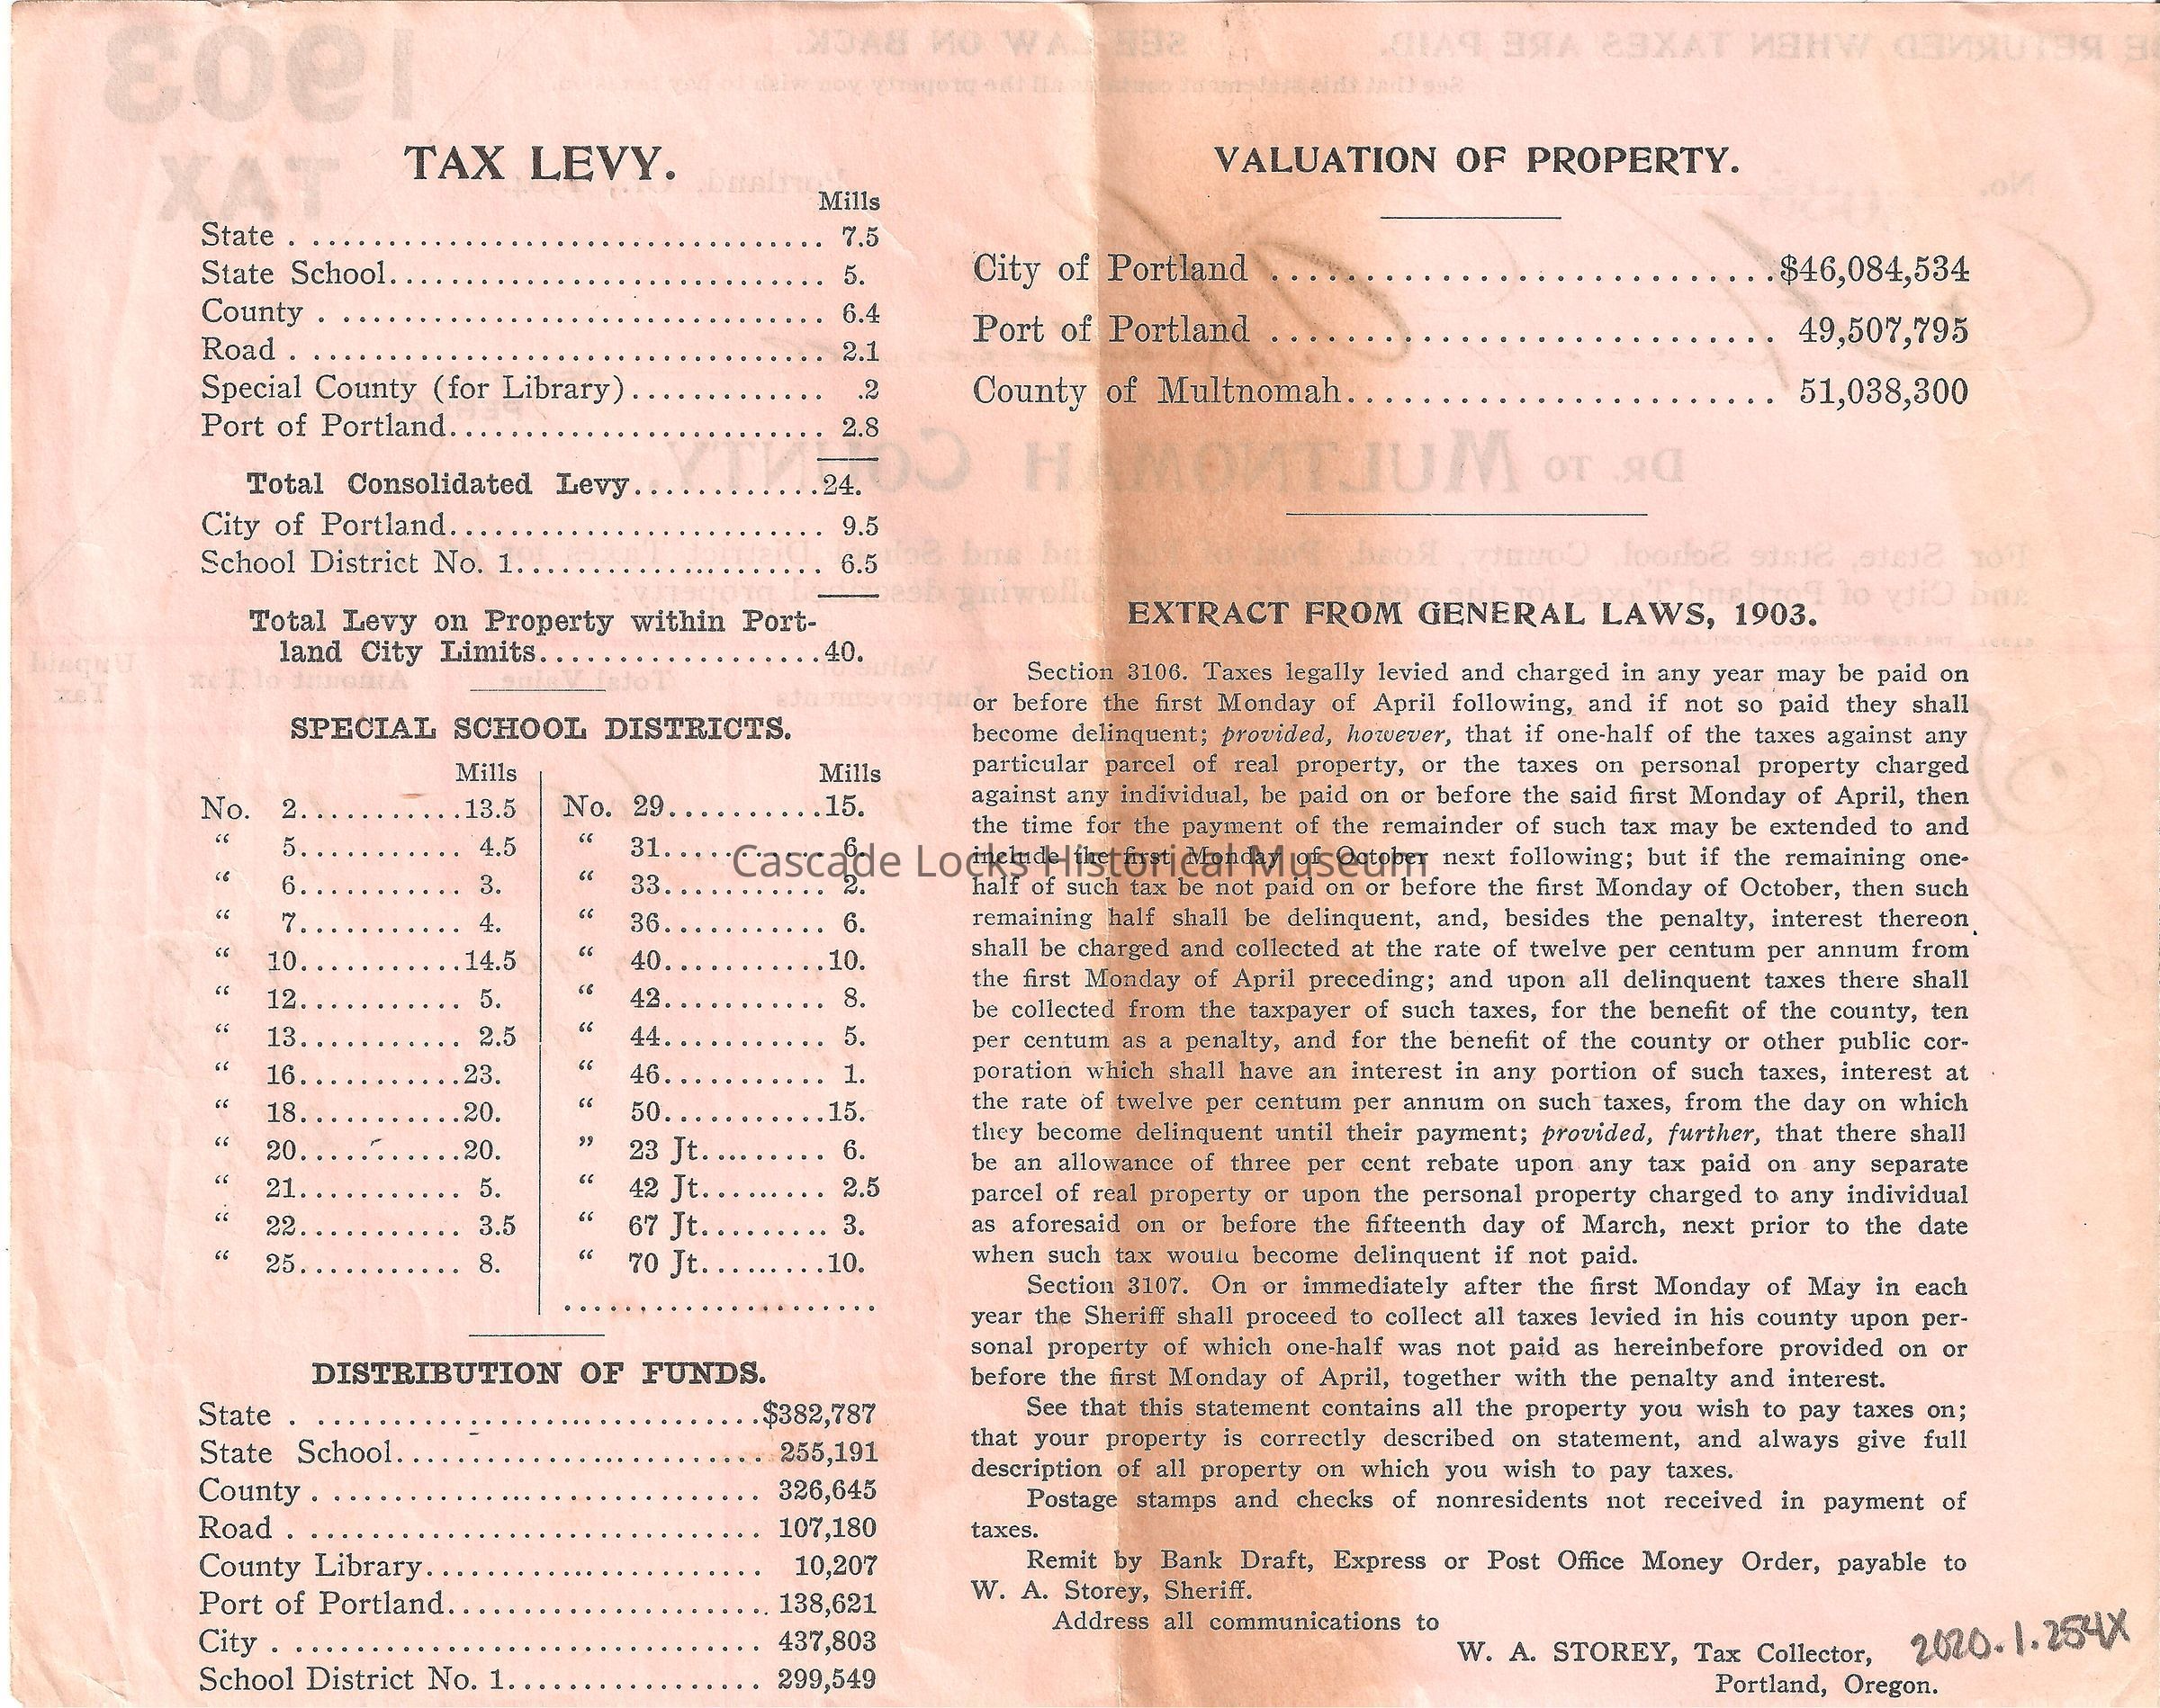 TAX LEVY.
Mills
State . .................................. 7.5
State School............................. 5.
County . ................................ 6.4
Road . .................................. 2.1
Special County (for Library)............. .2
Port of Portland......................... 2.8
Total Consolidated Levy............24.
City of Portland......................... 9.5
School District No. 1.................... 6.5
Total Levy on Property within Port-
land City Limits...................40.
SPECIAL SCHOOL DISTRICTS.
Mills
No. 2...........13.5
“ 5........... 4.5
“ 6........... 3.
“ 7........... 4.
“ 10...........14.5
“ 12........... 5.
“ 13........... 2.5
“ 16...........23.
“ 18...........20.
“ 20...........20.
“ 21........... 5.
“ 22........... 3.5
“ 25........... 8.
Mills
No. 29..........15.
“ 31........... 6.
“ 33........... 2.
“ 36........... 6.
“ 40...........10.
“ 42........... 8.
“ 44........... 5.
“ 46........... 1.
“ 50...........15.
” 23 Jt......... 6.
“ 42 Jt......... 2.5
“ 67 Jt......... 3.
“ 70 Jt.........10.
DISTRIBUTION OF FUNDS.
State . ..............................$382,787
State School......................... 255,191
County . ............................. 326,645
Road . ............................... 107,180
County Library....................... 10,207
Port of Portland...................... 138,621
City . ................................ 437,803
School District No. 1................. 299,549
VALUATION OF PROPERTY.
City of Portland .................................$46,084,534
Port of Portland ................................. 49,507,795
County of Multnomah............................ 51,038,300
EXTRACT FROM GENERAL LAWS, 1903.
Section 3106. Taxes legally levied and charged in any year may be paid on
or before the first Monday of April following, and if not so paid they shall
become delinquent; provided, however, that if one-half of the taxes against any
particular parcel of real property, or the taxes on personal property charged
against any individual, be paid on or before the said first Monday of April, then
the time for the payment of the remainder of such tax may be extended to and
include the first Monday of October next following; but if the remaining one-
half of such tax be not paid on or before the first Monday of October, then such
remaining half shall be delinquent, and, besides the penalty, interest thereon
shall be charged and collected at the rate of twelve per centum per annum from
the first Monday of April preceding; and upon all delinquent taxes there shall
be collected from the taxpayer of such taxes, for the benefit of the county, ten
per centum as a penalty, and for the benefit of the county or other public cor-
poration which shall have an interest in any portion of such taxes, interest at
the rate of twelve per centum per annum on such taxes, from the day on which
they become delinquent until their payment; provided, further, that there shall
be an allowance of three per cent rebate upon any tax paid on any separate
parcel of real property or upon the personal property charged to any individual
as aforesaid on or before the fifteenth day of March, next prior to the date
when such tax would become delinquent if not paid.
Section 3107. On or immediately after the first Monday of May in each
year the Sheriff shall proceed to collect all taxes levied in his county upon per-
sonal property of which one-half was not paid as hereinbefore provided on or
before the first Monday of April, together with the penalty and interest.
See that this statement contains all the property you wish to pay taxes on;
that your property is correctly described on statement, and always give full
description of all property on which you wish to pay taxes.
Postage stamps and checks of nonresidents not received in payment of
taxes.
Remit by Bank Draft, Express or Post Office Money Order, payable to
W. A. Storey, Sheriff.
Address all communications to
W. A. STOREY, Tax Collector,
Portland, Oregon.
2020.1.254X
Cascade Locks Historical Museum